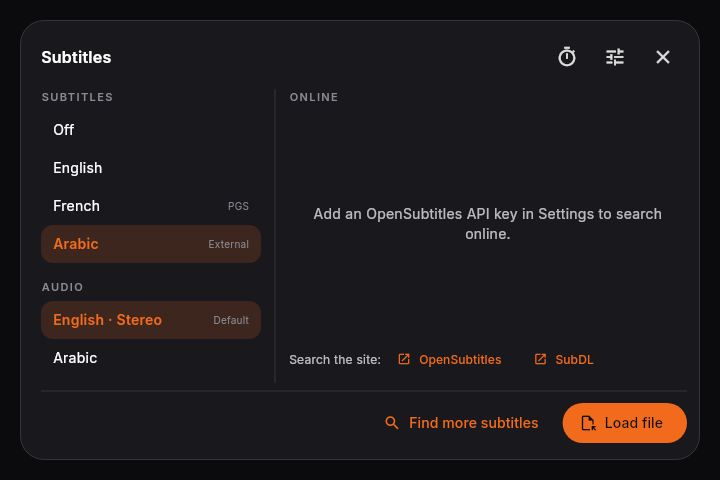 Subtitles
SUBTITLES
Off
English
French PGS
Arabic External
AUDIO
English · Stereo Default
Arabic
ONLINE
Add an OpenSubtitles API key in Settings to search
online.
Search the site: OpenSubtitles SubDL
Find more subtitles Load file